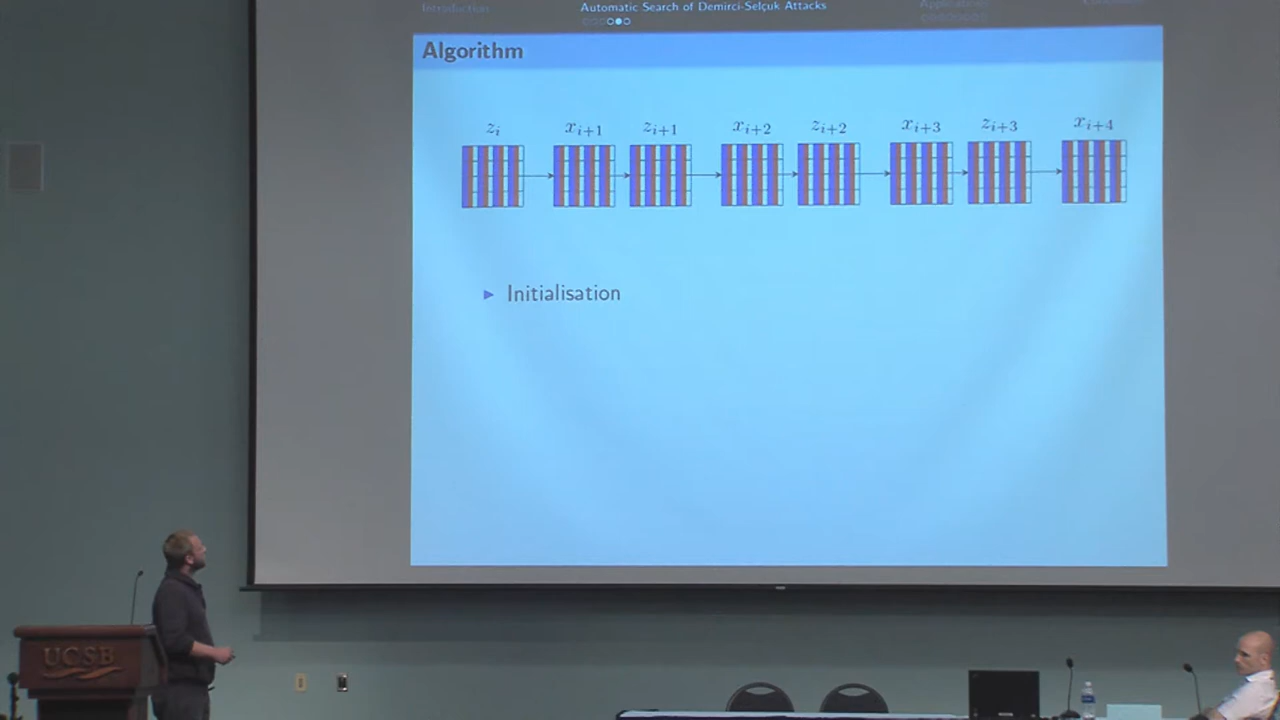 Introduction Automatic Search of Demirci-Selçuk Attacks Applications
Algorithm
z_i x_{i+1} z_{i+1} x_{i+2} z_{i+2} x_{i+3} z_{i+3} x_{i+4}
► Initialisation
UCSB